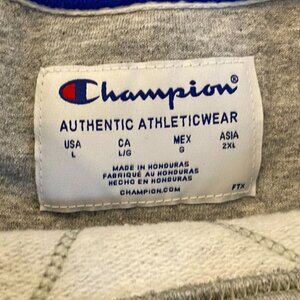 Champion®
AUTHENTIC ATHLETICWEAR
USA CA MEX ASIA
L L/G G 2XL
MADE IN HONDURAS
FABRIQUÉ AU HONDURAS
HECHO EN HONDURAS
CHAMPION.COM FTX